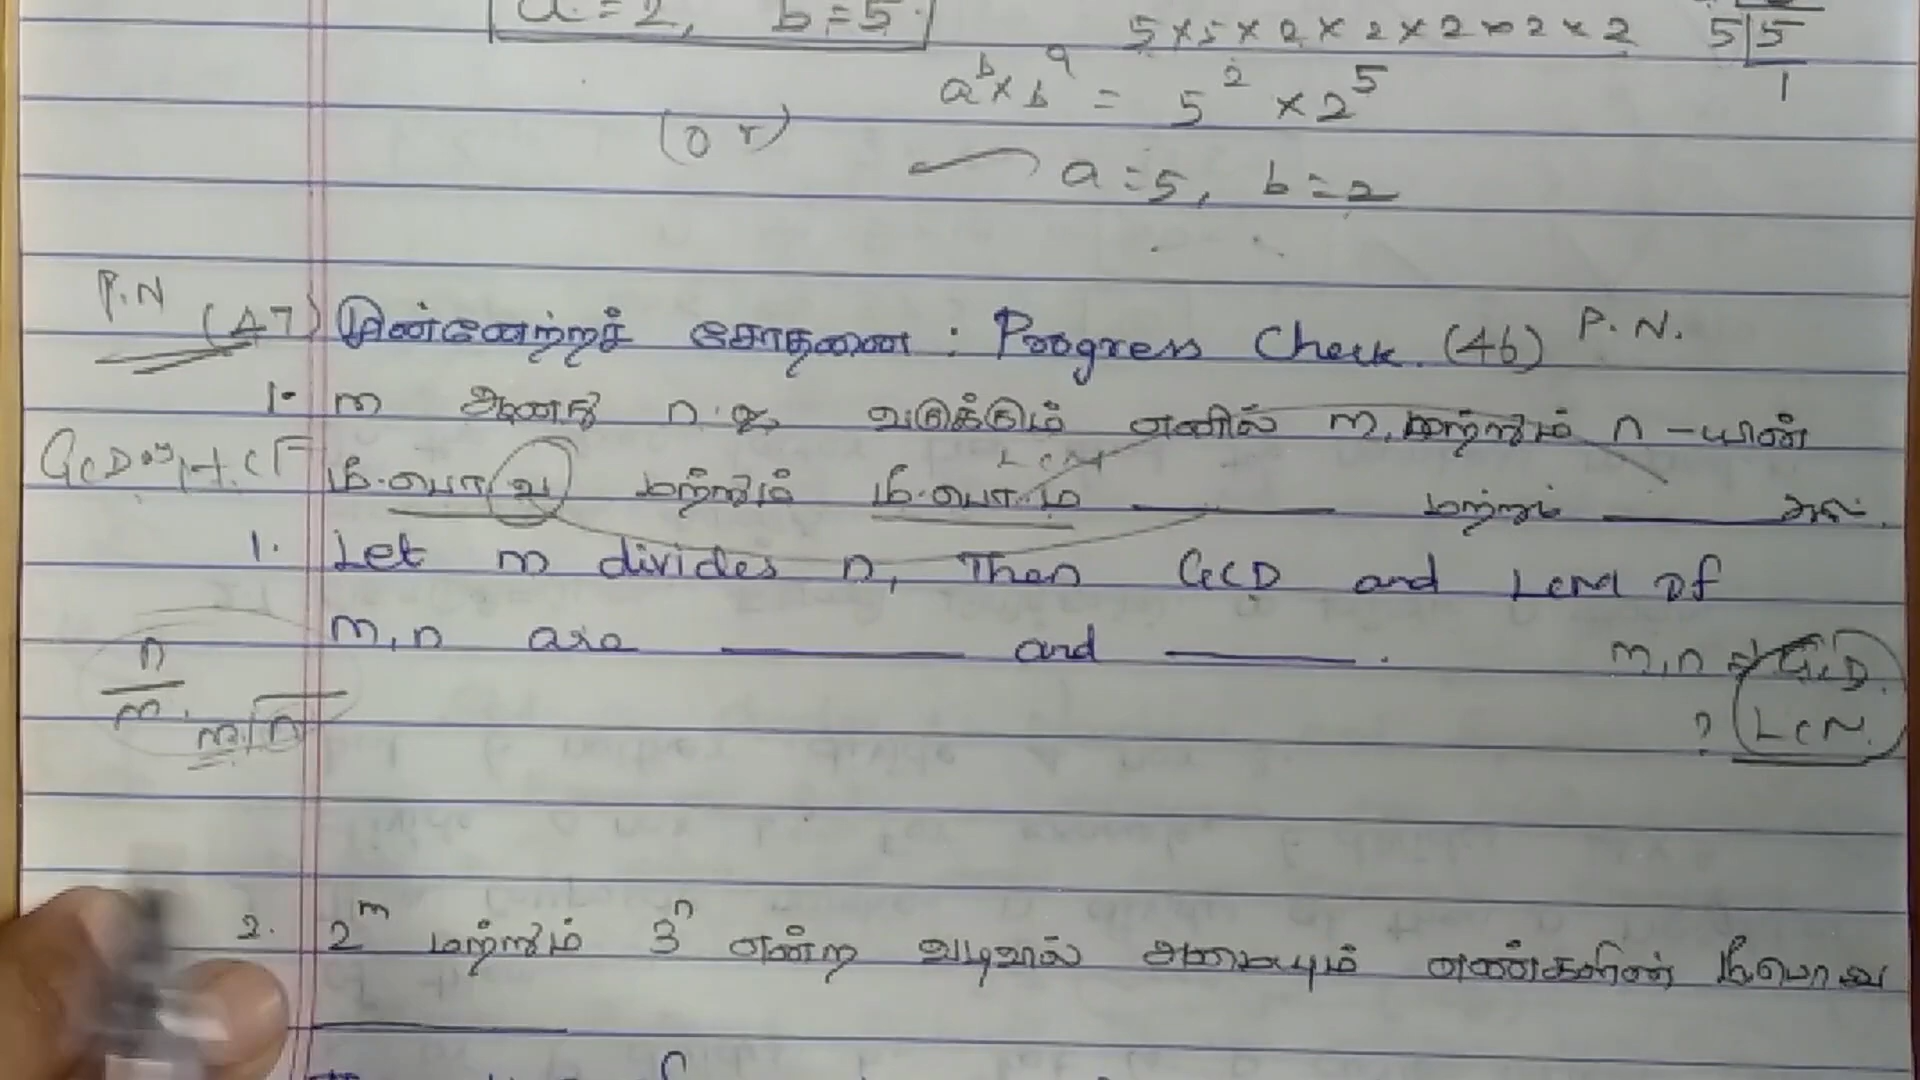 a = 2, b = 5
5 × 5 × 2 × 2 × 2 × 2 × 2
5 5
1
a^b × b^a = 5^2 × 2^5
(or)
a = 5, b = 2
P.N (47) முன்னேற்றச் சோதனை : Progress Check. (46) P.N.
1. m ஆனது n ஐ வகுக்கும் எனில் m, மற்றும் n -யின்
GCD H.C.F மீ.பொ.வ மற்றும் மீ.பொ.ம ______ மற்றும் ______ ஆகு.
LCM
1. Let m divides n, Then GCD and LCM of
m, n are ______ and ______.
m, n GCD.
n/m
m n
? LCM.
2. 2^m மற்றும் 3^n என்ற வடிவில் அமையும் எண்களின் மீ.பொ.வ
______
n